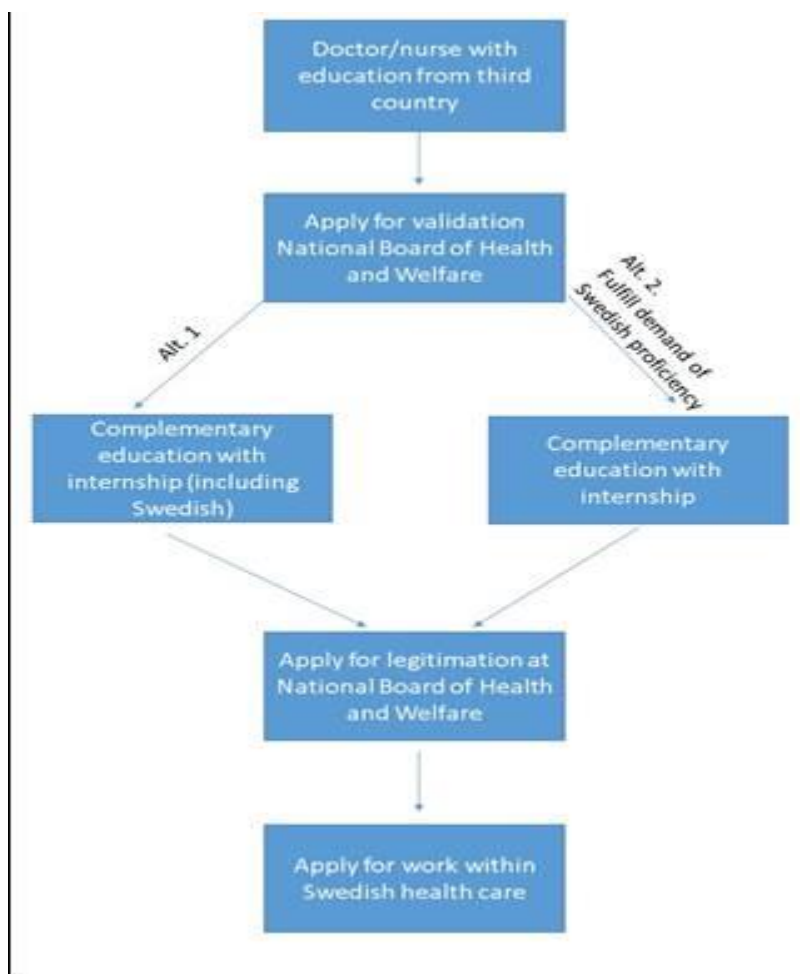 Doctor/nurse with
education from third
country
Apply for validation
National Board of Health
and Welfare
Alt. 1
Alt. 2.
Fulfill demand of
Swedish proficiency
Complementary
education with
internship (including
Swedish)
Complementary
education with
internship
Apply for legitimation at
National Board of Health
and Welfare
Apply for work within
Swedish health care